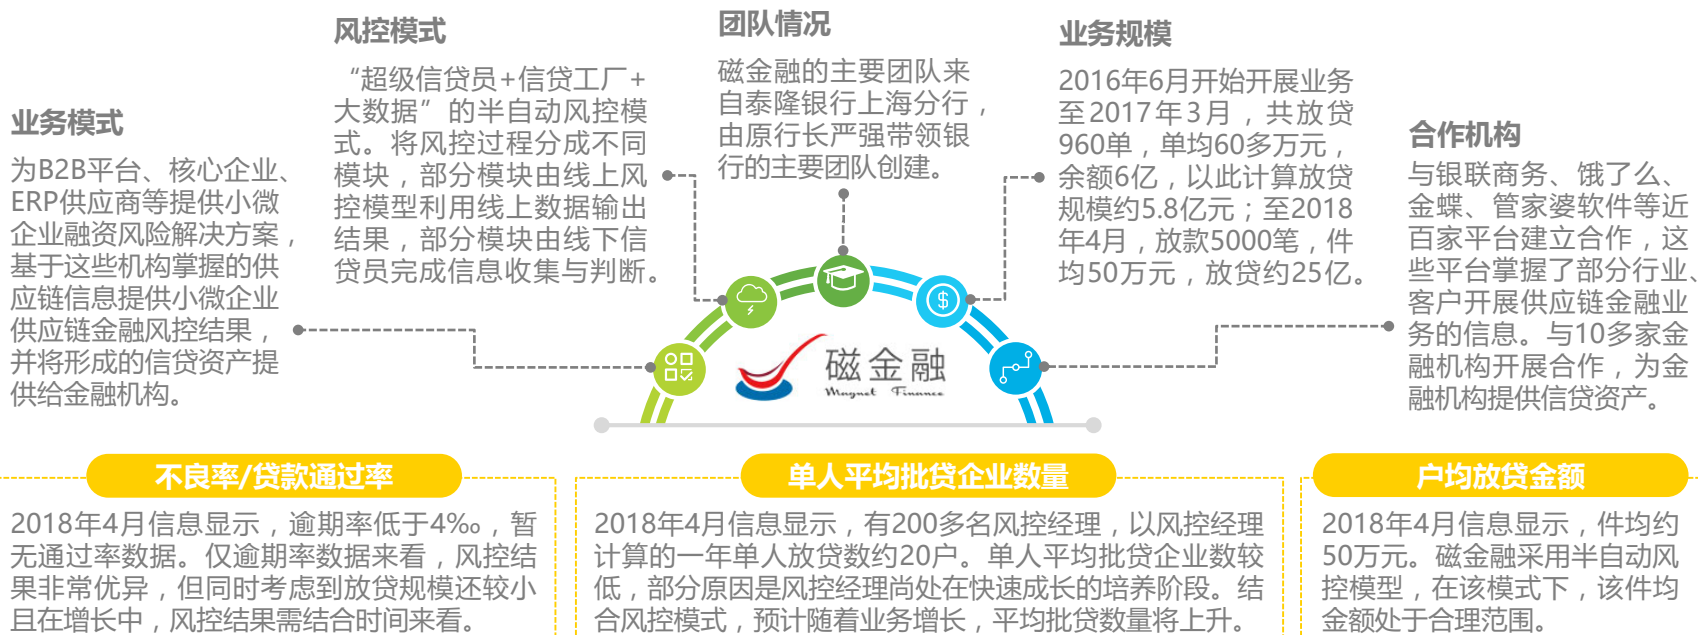 业务模式
为B2B平台、核心企业、
ERP供应商等提供小微
企业融资风险解决方案，
基于这些机构掌握的供
应链信息提供小微企业
供应链金融风控结果，
并将形成的信贷资产提
供给金融机构。
风控模式
“超级信贷员+信贷工厂+
大数据”的半自动风控模
式。将风控过程分成不同
模块，部分模块由线上风
控模型利用线上数据输出
结果，部分模块由线下信
贷员完成信息收集与判断。
团队情况
磁金融的主要团队来
自泰隆银行上海分行，
由原行长严强带领银
行的主要团队创建。
业务规模
2016年6月开始开展业务
至2017年3月，共放贷
960单，单均60多万元，
余额6亿，以此计算放贷
规模约5.8亿元；至2018
年4月，放款5000笔，件
均50万元，放贷约25亿。
合作机构
与银联商务、饿了么、
金蝶、管家婆软件等近
百家平台建立合作，这
些平台掌握了部分行业、
客户开展供应链金融业
务的信息。与10多家金
融机构开展合作，为金
融机构提供信贷资产。
磁金融
Magnet Finance
不良率/贷款通过率
2018年4月信息显示，逾期率低于4‰，暂
无通过率数据。仅逾期率数据来看，风控结
果非常优异，但同时考虑到放贷规模还较小
且在增长中，风控结果需结合时间来看。
单人平均批贷企业数量
2018年4月信息显示，有200多名风控经理，以风控经理
计算的一年单人放贷数约20户。单人平均批贷企业数较
低，部分原因是风控经理尚处在快速成长的培养阶段。结
合风控模式，预计随着业务增长，平均批贷数量将上升。
户均放贷金额
2018年4月信息显示，件均约
50万元。磁金融采用半自动风
控模型，在该模式下，该件均
金额处于合理范围。